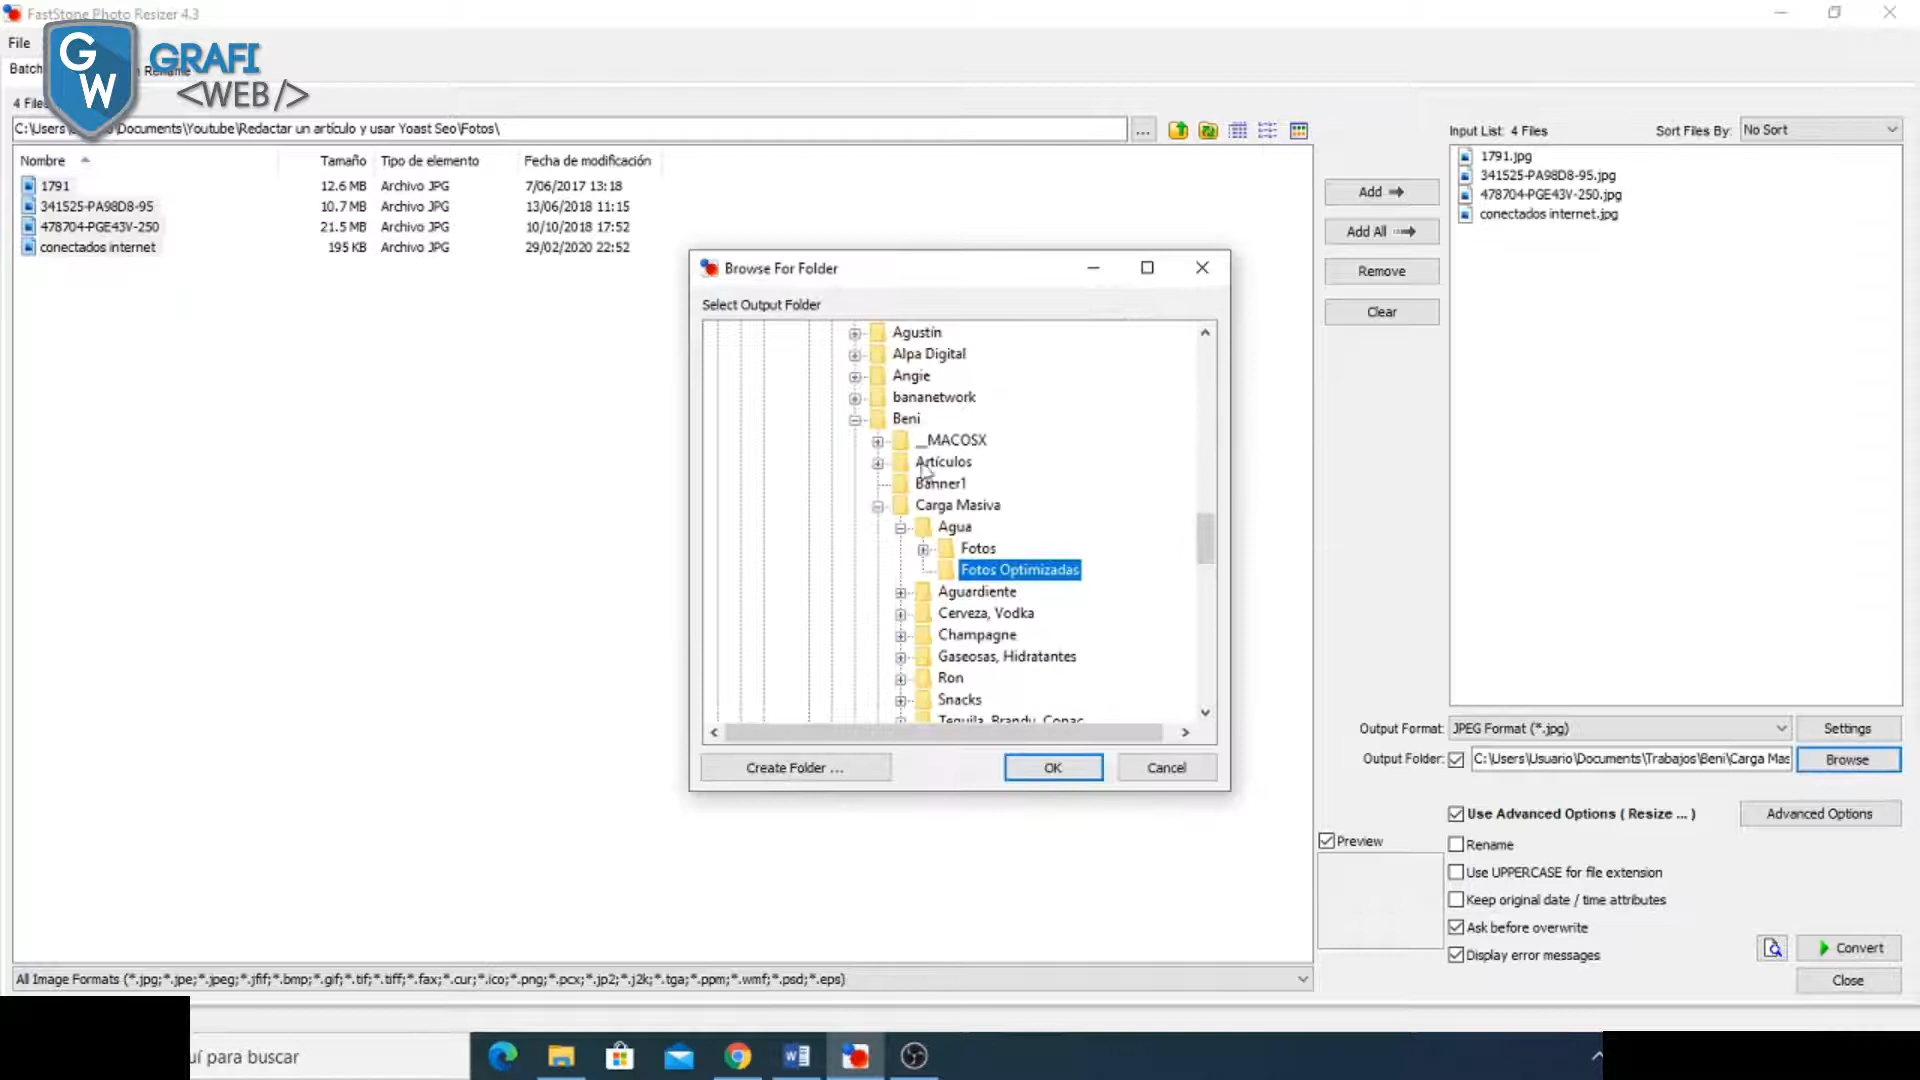 FastStone Photo Resizer 4.3
File
GRAFI
<WEB/>
GW
Batch
Rename
4 Files
C:\Users\ Documents\Youtube\Redactar un artículo y usar Yoast Seo\Fotos\
...
Input List: 4 Files
Sort Files By:
No Sort
Nombre
Tamaño
Tipo de elemento
Fecha de modificación
1791 12.6 MB Archivo JPG 7/06/2017 13:18
341525-PA98D8-95 10.7 MB Archivo JPG 13/06/2018 11:15
478704-PGE43V-250 21.5 MB Archivo JPG 10/10/2018 17:52
conectados internet 195 KB Archivo JPG 29/02/2020 22:52
Add
Add All
Remove
Clear
1791.jpg
341525-PA98D8-95.jpg
478704-PGE43V-250.jpg
conectados internet.jpg
Browse For Folder
Select Output Folder
Agustín
Alpa Digital
Angie
bananetwork
Beni
__MACOSX
Artículos
Banner1
Carga Masiva
Agua
Fotos
Fotos Optimizadas
Aguardiente
Cerveza, Vodka
Champagne
Gaseosas, Hidratantes
Ron
Snacks
Tequila, Brandy, Conac
Create Folder ...
OK
Cancel
Output Format:
JPEG Format (*.jpg)
Settings
Output Folder:
C:\Users\Usuario\Documents\Trabajos\Beni\Carga Mas
Browse
Use Advanced Options ( Resize ... )
Advanced Options
Preview
Rename
Use UPPERCASE for file extension
Keep original date / time attributes
Ask before overwrite
Display error messages
Convert
Close
All Image Formats (*.jpg;*.jpe;*.jpeg;*.jfif;*.bmp;*.gif;*.tif;*.tiff;*.fax;*.cur;*.ico;*.png;*.pcx;*.jp2;*.j2k;*.tga;*.ppm;*.wmf;*.psd;*.eps)
uí para buscar